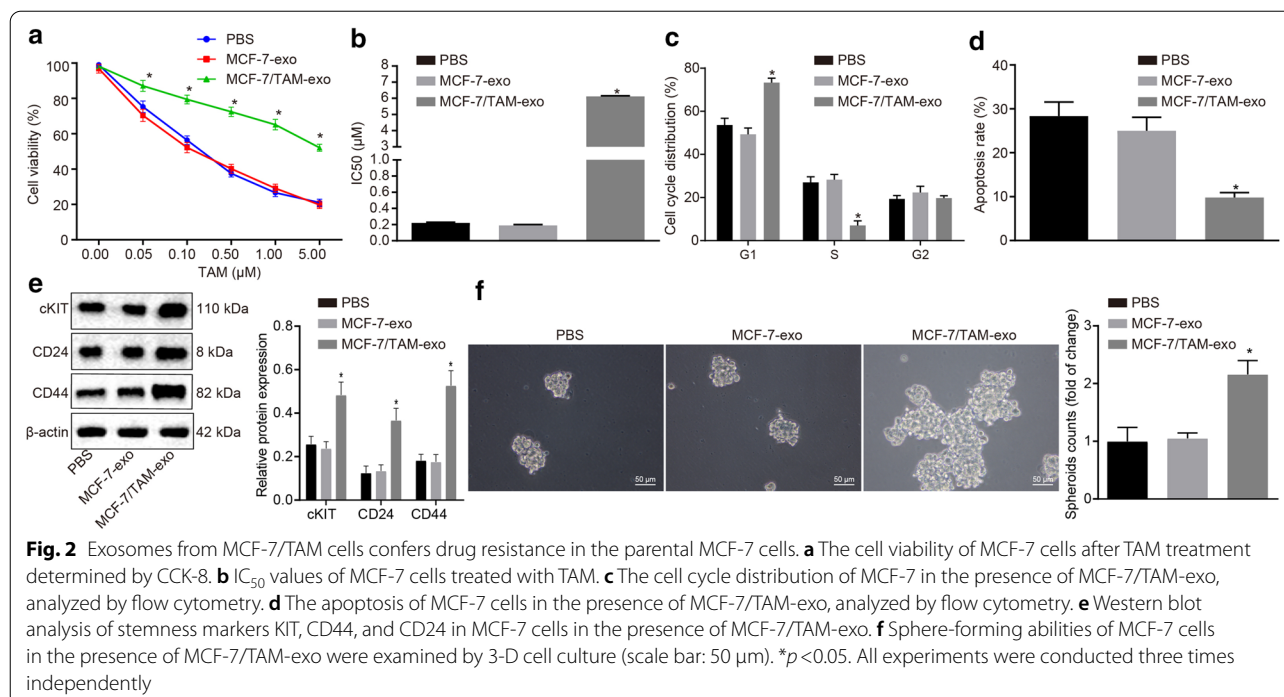 a
PBS
MCF-7-exo
MCF-7/TAM-exo
Cell viability (%)
100
80
60
40
20
0
* * * * *
0.00 0.05 0.10 0.50 1.00 5.00
TAM (µM)
b
PBS
MCF-7-exo
MCF-7/TAM-exo
IC50 (µM)
8
7
6
5
4
3
2
1.0
0.8
0.6
0.4
0.2
0.0
*
c
PBS
MCF-7-exo
MCF-7/TAM-exo
Cell cycle distribution (%)
80
60
40
20
0
* *
G1 S G2
d
PBS
MCF-7-exo
MCF-7/TAM-exo
Apoptosis rate (%)
40
30
20
10
0
*
e
cKIT 110 kDa
CD24 8 kDa
CD44 82 kDa
β-actin 42 kDa
PBS
MCF-7-exo
MCF-7/TAM-exo
PBS
MCF-7-exo
MCF-7/TAM-exo
Relative protein expression
0.8
0.6
0.4
0.2
0.0
* * *
cKIT CD24 CD44
f
PBS MCF-7-exo MCF-7/TAM-exo
50 µm 50 µm 50 µm
PBS
MCF-7-exo
MCF-7/TAM-exo
Spheroids counts (fold of change)
3
2
1
0
*
Fig. 2 Exosomes from MCF-7/TAM cells confers drug resistance in the parental MCF-7 cells. a The cell viability of MCF-7 cells after TAM treatment
determined by CCK-8. b IC50 values of MCF-7 cells treated with TAM. c The cell cycle distribution of MCF-7 in the presence of MCF-7/TAM-exo,
analyzed by flow cytometry. d The apoptosis of MCF-7 cells in the presence of MCF-7/TAM-exo, analyzed by flow cytometry. e Western blot
analysis of stemness markers KIT, CD44, and CD24 in MCF-7 cells in the presence of MCF-7/TAM-exo. f Sphere-forming abilities of MCF-7 cells
in the presence of MCF-7/TAM-exo were examined by 3-D cell culture (scale bar: 50 µm). *p <0.05. All experiments were conducted three times
independently